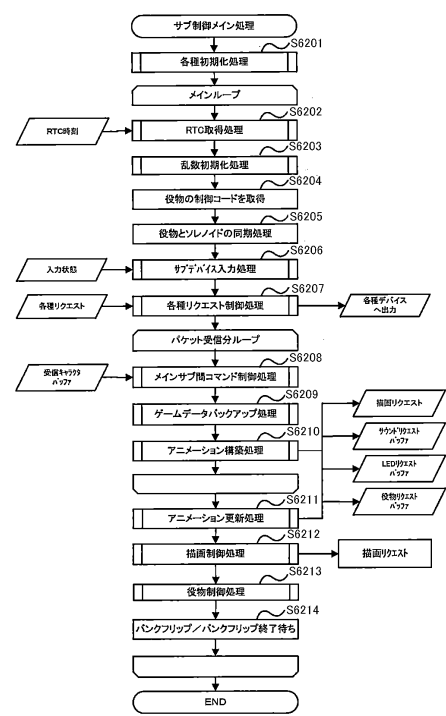 サブ制御メイン処理
S6201
各種初期化処理
メインループ
S6202
RTC時刻
RTC取得処理
S6203
乱数初期化処理
S6204
役物の制御コードを取得
S6205
役物とソレノイドの同期処理
S6206
入力状態
サブデバイス入力処理
S6207
各種リクエスト
各種リクエスト制御処理
各種デバイス
へ出力
パケット受信分ループ
S6208
受信キャラクタ
バッファ
メインサブ間コマンド制御処理
S6209
ゲームデータバックアップ処理
描画リクエスト
S6210
アニメーション構築処理
サウンドリクエスト
バッファ
LEDリクエスト
バッファ
S6211
アニメーション更新処理
役物リクエスト
バッファ
S6212
描画制御処理
描画リクエスト
S6213
役物制御処理
S6214
バンクフリップ/バンクフリップ終了待ち
END